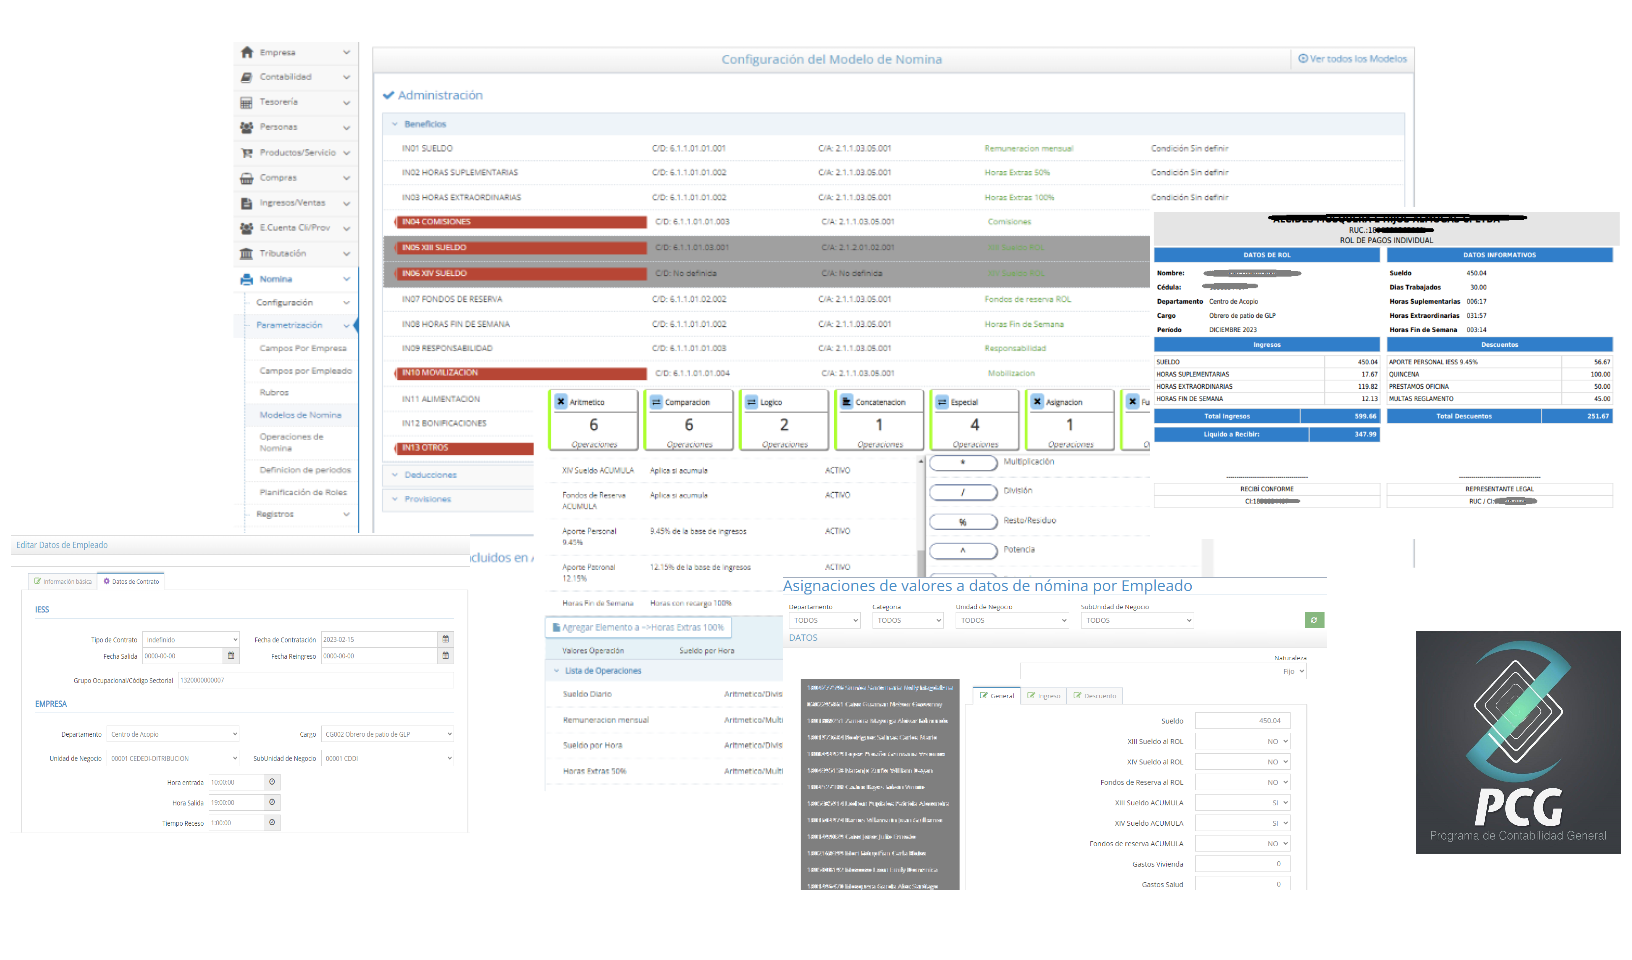 Empresa
Contabilidad
Tesorería
Personas
Productos/Servicio
Compras
Ingresos/Ventas
E.Cuenta Cli/Prov
Tributación
Nomina
Configuración
Parametrización
Campos Por Empresa
Campos por Empleado
Rubros
Modelos de Nomina
Operaciones de
Nomina
Definicion de periodos
Planificación de Roles
Registros
Configuración del Modelo de Nomina
Ver todos los Modelos
Administración
Beneficios
IN01 SUELDO C/D: 6.1.1.01.01.001 C/A: 2.1.1.03.05.001 Remuneracion mensual Condición Sin definir
IN02 HORAS SUPLEMENTARIAS C/D: 6.1.1.01.01.002 C/A: 2.1.1.03.05.001 Horas Extras 50% Condición Sin definir
IN03 HORAS EXTRAORDINARIAS C/D: 6.1.1.01.01.002 C/A: 2.1.1.03.05.001 Horas Extras 100% Condición Sin definir
IN04 COMISIONES C/D: 6.1.1.01.01.003 C/A: 2.1.1.03.05.001 Comisiones
IN05 XIII SUELDO C/D: 6.1.1.01.03.001 C/A: 2.1.2.01.02.001 XIII Sueldo ROL
IN06 XIV SUELDO C/D: No definida C/A: No definida XIV Sueldo ROL
IN07 FONDOS DE RESERVA C/D: 6.1.1.01.02.002 C/A: 2.1.1.03.05.001 Fondos de reserva ROL
IN08 HORAS FIN DE SEMANA C/D: 6.1.1.01.01.002 C/A: 2.1.1.03.05.001 Horas Fin de Semana
IN09 RESPONSABILIDAD C/D: 6.1.1.01.01.003 C/A: 2.1.1.03.05.001 Responsabilidad
IN10 MOVILIZACION C/D: 6.1.1.01.01.004 C/A: 2.1.1.03.05.001 Mobilizacion
IN11 ALIMENTACION
IN12 BONIFICACIONES
IN13 OTROS
Deducciones
Provisiones
Aritmetico
6
Operaciones
Comparacion
6
Operaciones
Logico
2
Operaciones
Concatenacion
1
Operaciones
Especial
4
Operaciones
Asignacion
1
Operaciones
Fu
XIV Sueldo ACUMULA Aplica si acumula ACTIVO
Fondos de Reserva Aplica si acumula ACTIVO
ACUMULA
Aporte Personal 9.45% de la base de ingresos ACTIVO
9.45%
Aporte Patronal 12.15% de la base de ingresos ACTIVO
12.15%
Horas Fin de Semana Horas con recargo 100%
* Multiplicación
/ División
% Resto/Residuo
^ Potencia
Agregar Elemento a -->Horas Extras 100%
Valores Operación Sueldo por Hora
Lista de Operaciones
Sueldo Diario Aritmetico/Divis
Remuneracion mensual Aritmetico/Multi
Sueldo por Hora Aritmetico/Divis
Horas Extras 50% Aritmetico/Multi
RUC.:18
ROL DE PAGOS INDIVIDUAL
DATOS DE ROL DATOS INFORMATIVOS
Nombre: Sueldo 450.04
Cédula: Dias Trabajados 30.00
Departamento Centro de Acopio Horas Suplementarias 006:17
Cargo Obrero de patio de GLP Horas Extraordinarias 031:57
Periodo DICIEMBRE 2023 Horas Fin de Semana 003:14
Ingresos Descuentos
SUELDO 450.04 APORTE PERSONAL IESS 9.45% 56.67
HORAS SUPLEMENTARIAS 17.67 QUINCENA 100.00
HORAS EXTRAORDINARIAS 119.82 PRESTAMOS OFICINA 50.00
HORAS FIN DE SEMANA 12.13 MULTAS REGLAMENTO 45.00
Total Ingresos 599.66 Total Descuentos 251.67
Liquido a Recibir: 347.99
RECIBÍ CONFORME REPRESENTANTE LEGAL
CI:18 RUC / CI:
Editar Datos de Empleado
Información básica Datos de Contrato
IESS
Tipo de Contrato Indefinido Fecha de Contratación 2023-02-15
Fecha Salida 0000-00-00 Fecha Reingreso 0000-00-00
Grupo Ocupacional/Código Sectorial 1320000000007
EMPRESA
Departamento Centro de Acopio Cargo CG002 Obrero de patio de GLP
Unidad de Negocio 00001 CEDEDI-DITRIBUCION SubUnidad de Negocio 00001 CDDI
Hora entrada 10:00:00
Hora Salida 19:00:00
Tiempo Receso 1:00:00
Asignaciones de valores a datos de nómina por Empleado
Departamento Categoria Unidad de Negocio SubUnidad de Negocio
TODOS TODOS TODOS TODOS
DATOS
Naturaleza
Fijo
General Ingreso Descuento
Sueldo 450.04
XIII Sueldo al ROL NO
XIV Sueldo al ROL NO
Fondos de Reserva al ROL NO
XIII Sueldo ACUMULA SI
XIV Sueldo ACUMULA SI
Fondos de reserva ACUMULA NO
Gastos Vivienda 0
Gastos Salud 0
PCG
Programa de Contabilidad General